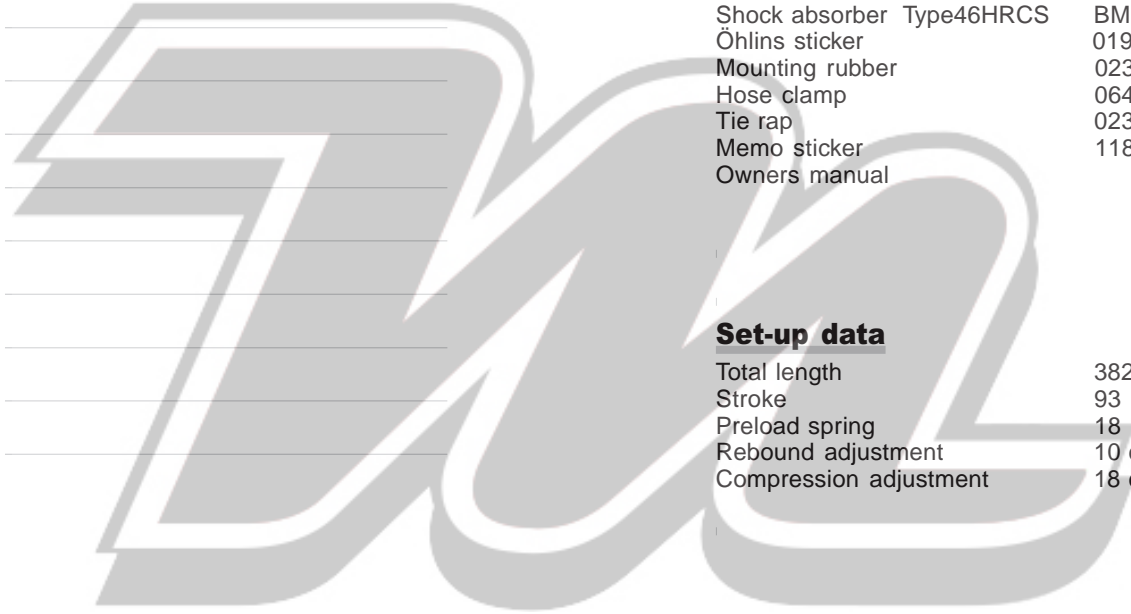 Shock absorber Type46HRCS BM
Öhlins sticker 019
Mounting rubber 023
Hose clamp 064
Tie rap 023
Memo sticker 118
Owners manual
Set-up data
Total length 382
Stroke 93
Preload spring 18
Rebound adjustment 10
Compression adjustment 18